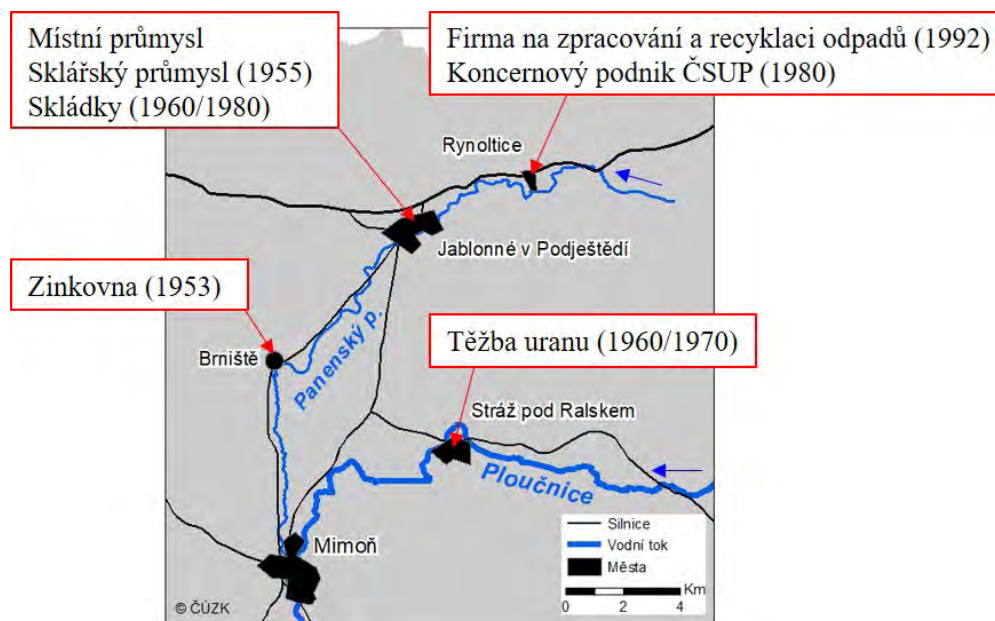 Místní průmysl
Sklářský průmysl (1955)
Skládky (1960/1980)
Firma na zpracování a recyklaci odpadů (1992)
Koncernový podnik ČSUP (1980)
Rynoltice
Jablonné v Podještědí
Zinkovna (1953)
Brniště
Panenský p.
Těžba uranu (1960/1970)
Stráž pod Ralskem
Ploučnice
Mimoň
Silnice
Vodní tok
Města
Km
0 2 4
© ČÚZK